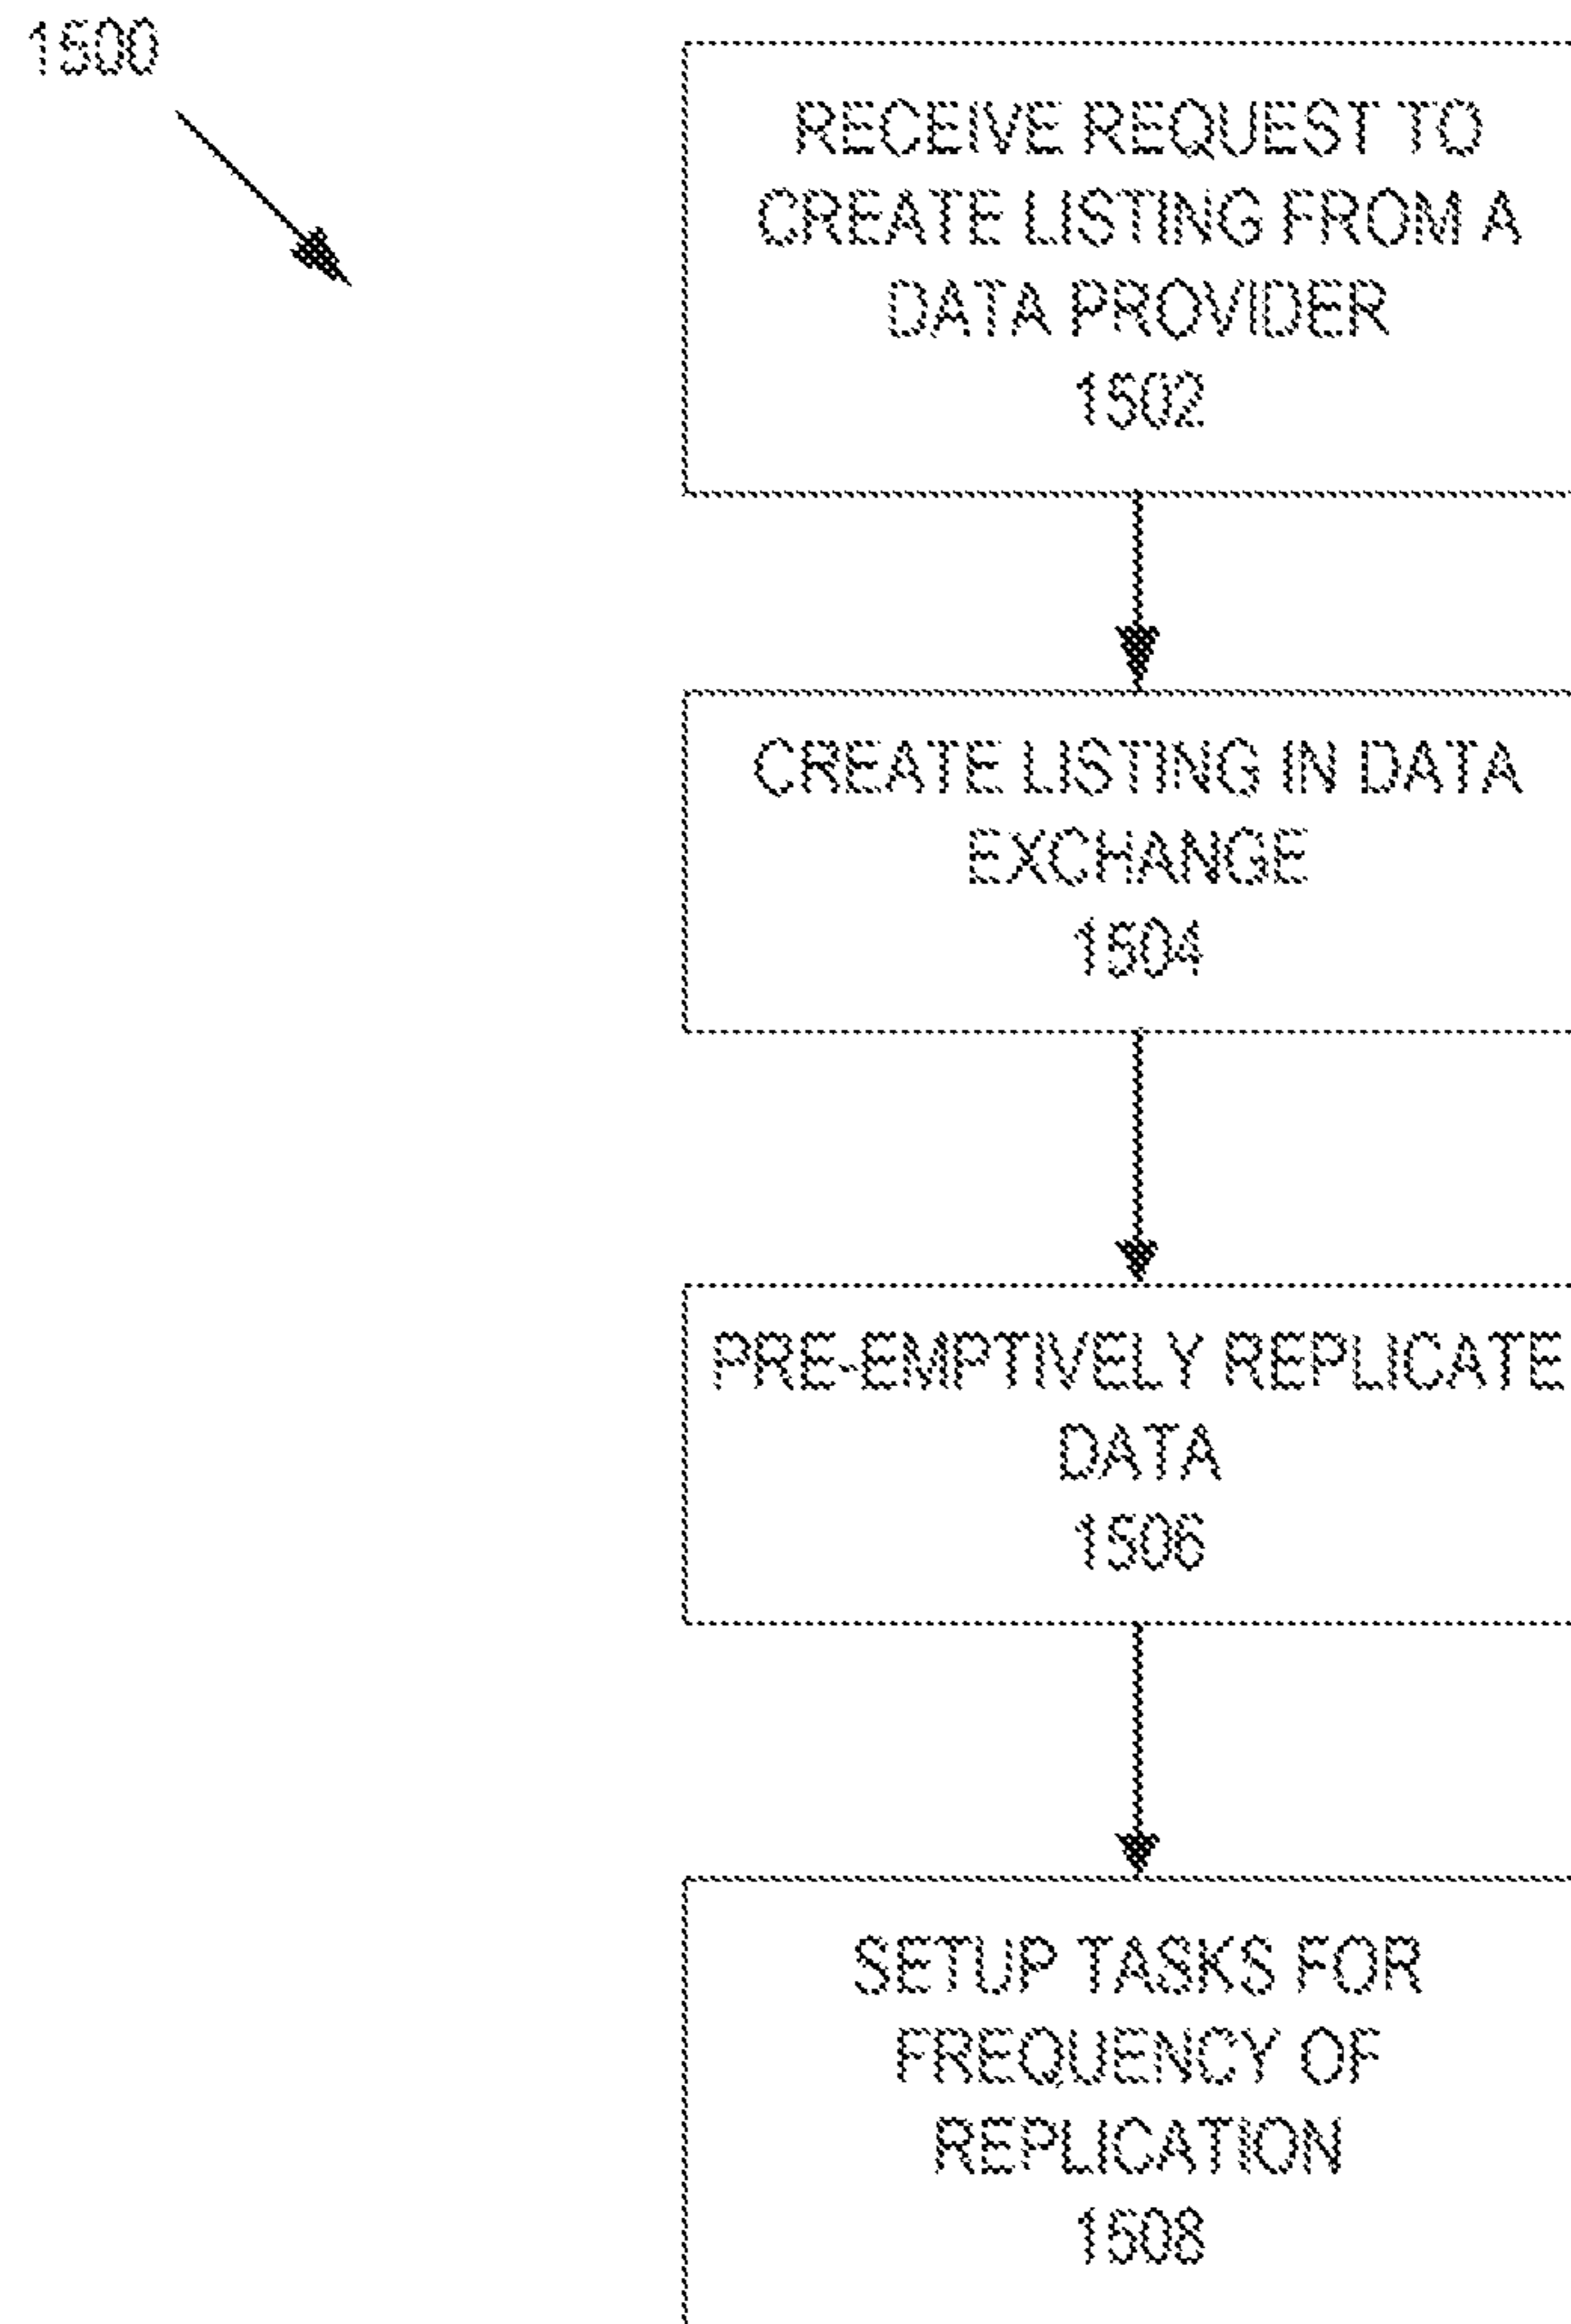 1500
RECEIVE REQUEST TO
CREATE LISTING FROM A
DATA PROVIDER
1502
CREATE LISTING IN DATA
EXCHANGE
1504
PRE-EMPTIVELY REPLICATE
DATA
1506
SETUP TASKS FOR
FREQUENCY OF
REPLICATION
1508